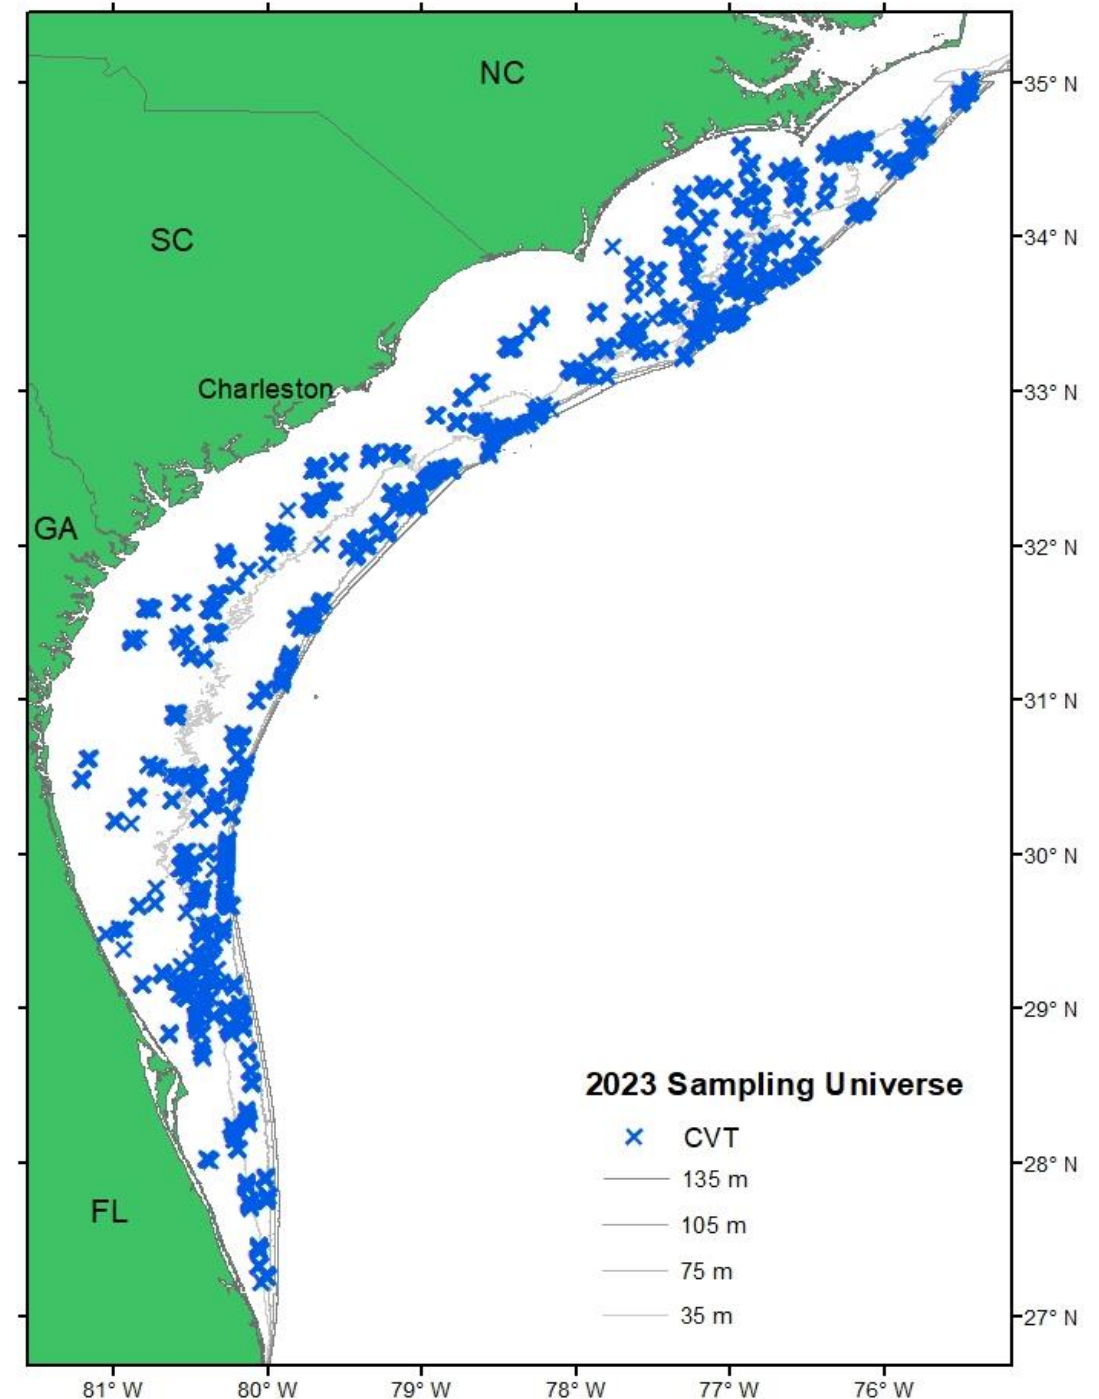 NC
35° N
SC
34° N
Charleston
33° N
GA
32° N
31° N
30° N
29° N
2023 Sampling Universe
CVT
28° N
135 m
FL
105 m
75 m
35 m
27° N
81° W 80° W 79° W 78° W 77° W 76° W